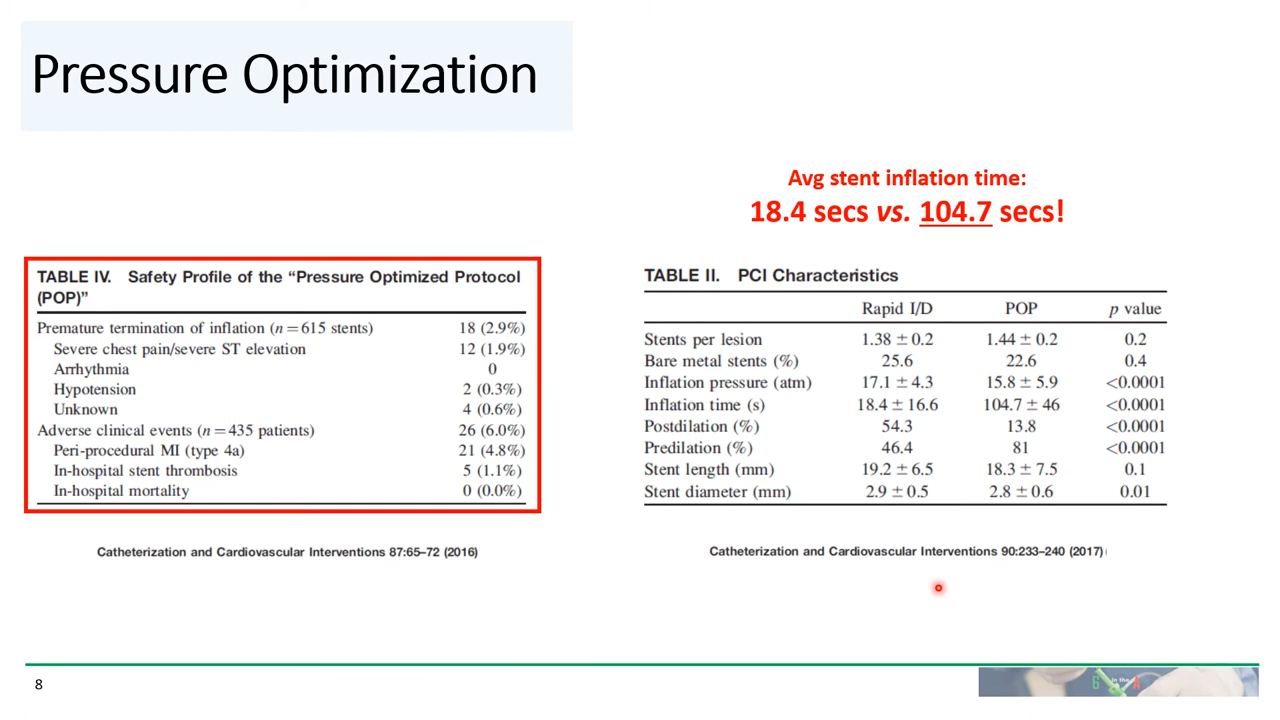 Pressure Optimization
Avg stent inflation time:
18.4 secs vs. 104.7 secs!
TABLE IV. Safety Profile of the “Pressure Optimized Protocol
(POP)”
Premature termination of inflation (n=615 stents) 18 (2.9%)
Severe chest pain/severe ST elevation 12 (1.9%)
Arrhythmia 0
Hypotension 2 (0.3%)
Unknown 4 (0.6%)
Adverse clinical events (n=435 patients) 26 (6.0%)
Peri-procedural MI (type 4a) 21 (4.8%)
In-hospital stent thrombosis 5 (1.1%)
In-hospital mortality 0 (0.0%)
Catheterization and Cardiovascular Interventions 87:65–72 (2016)
TABLE II. PCI Characteristics
Rapid I/D POP p value
Stents per lesion 1.38 ± 0.2 1.44 ± 0.2 0.2
Bare metal stents (%) 25.6 22.6 0.4
Inflation pressure (atm) 17.1 ± 4.3 15.8 ± 5.9 <0.0001
Inflation time (s) 18.4 ± 16.6 104.7 ± 46 <0.0001
Postdilation (%) 54.3 13.8 <0.0001
Predilation (%) 46.4 81 <0.0001
Stent length (mm) 19.2 ± 6.5 18.3 ± 7.5 0.1
Stent diameter (mm) 2.9 ± 0.5 2.8 ± 0.6 0.01
Catheterization and Cardiovascular Interventions 90:233–240 (2017)
8
in the